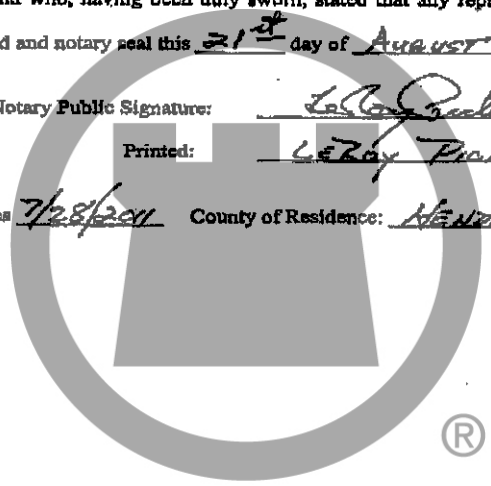 and who, having been duly sworn, stated that any
d and notary seal this 21st day of August
Notary Public Signature:
Printed: LeRoy
7/28/2011 County of Residence:
®